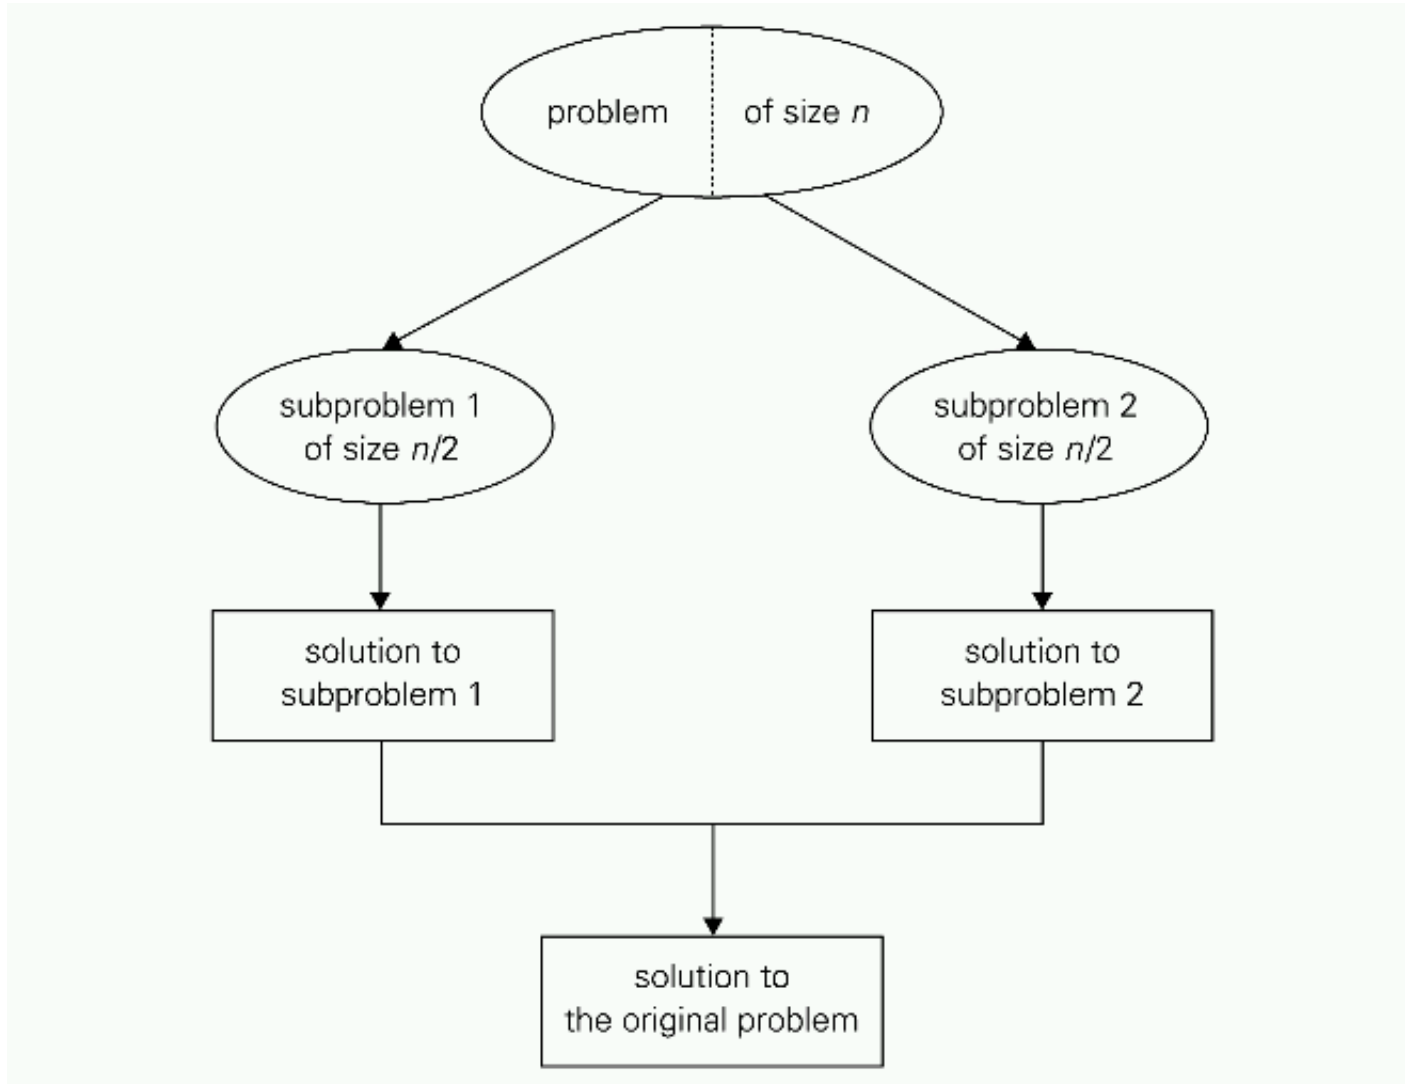 problem of size n
subproblem 1
of size n/2
subproblem 2
of size n/2
solution to
subproblem 1
solution to
subproblem 2
solution to
the original problem